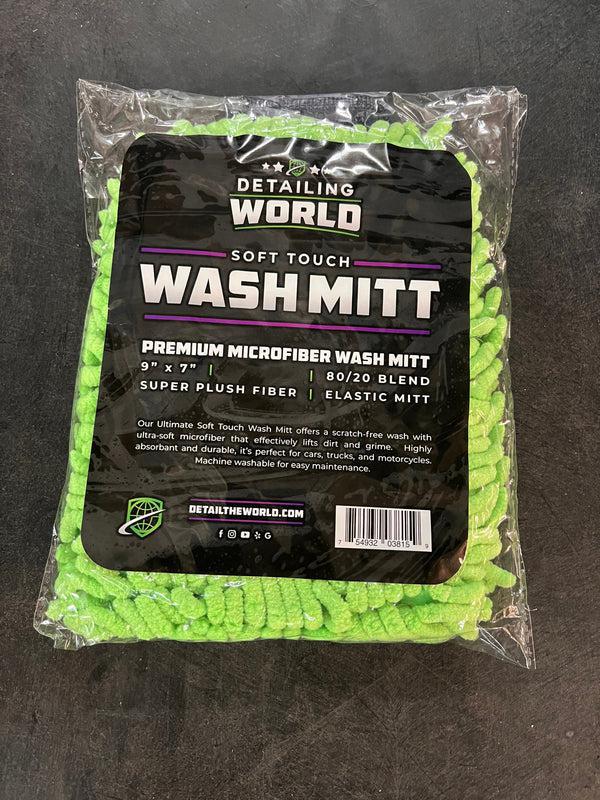 DETAILING
WORLD
SOFT TOUCH
WASH MITT
PREMIUM MICROFIBER WASH MITT
9" x 7" | | 80/20 BLEND
SUPER PLUSH FIBER | ELASTIC MITT
Our Ultimate Soft Touch Wash Mitt offers a scratch-free wash with
ultra-soft microfiber that effectively lifts dirt and grime. Highly
absorbant and durable, it's perfect for cars, trucks, and motorcycles.
Machine washable for easy maintenance.
DETAILTHEWORLD.COM
7 54932 03815 9